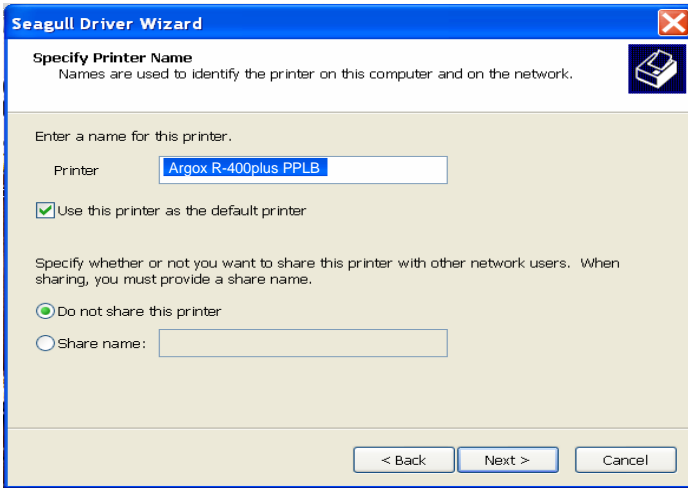 Seagull Driver Wizard
Specify Printer Name
Names are used to identify the printer on this computer and on the network.
Enter a name for this printer.
Printer Argox R-400plus PPLB
Use this printer as the default printer
Specify whether or not you want to share this printer with other network users. When
sharing, you must provide a share name.
Do not share this printer
Share name:
< Back Next > Cancel